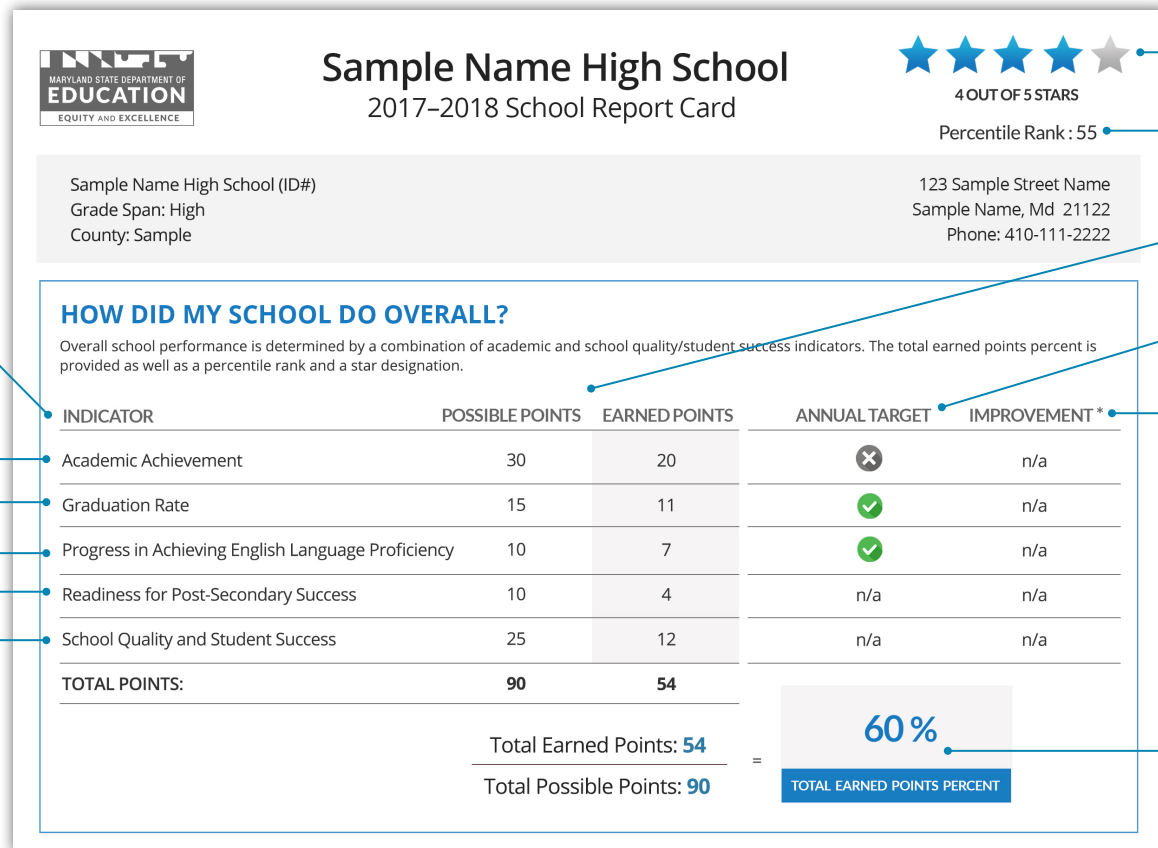 MARYLAND STATE DEPARTMENT OF
EDUCATION
EQUITY AND EXCELLENCE
Sample Name High School
2017–2018 School Report Card
4 OUT OF 5 STARS
Percentile Rank : 55
Sample Name High School (ID#)
Grade Span: High
County: Sample
123 Sample Street Name
Sample Name, Md 21122
Phone: 410-111-2222
HOW DID MY SCHOOL DO OVERALL?
Overall school performance is determined by a combination of academic and school quality/student success indicators. The total earned points percent is
provided as well as a percentile rank and a star designation.
INDICATOR POSSIBLE POINTS EARNED POINTS ANNUAL TARGET IMPROVEMENT *
Academic Achievement 30 20 n/a
Graduation Rate 15 11 n/a
Progress in Achieving English Language Proficiency 10 7 n/a
Readiness for Post-Secondary Success 10 4 n/a n/a
School Quality and Student Success 25 12 n/a n/a
TOTAL POINTS: 90 54
Total Earned Points: 54
Total Possible Points: 90
=
60 %
TOTAL EARNED POINTS PERCENT